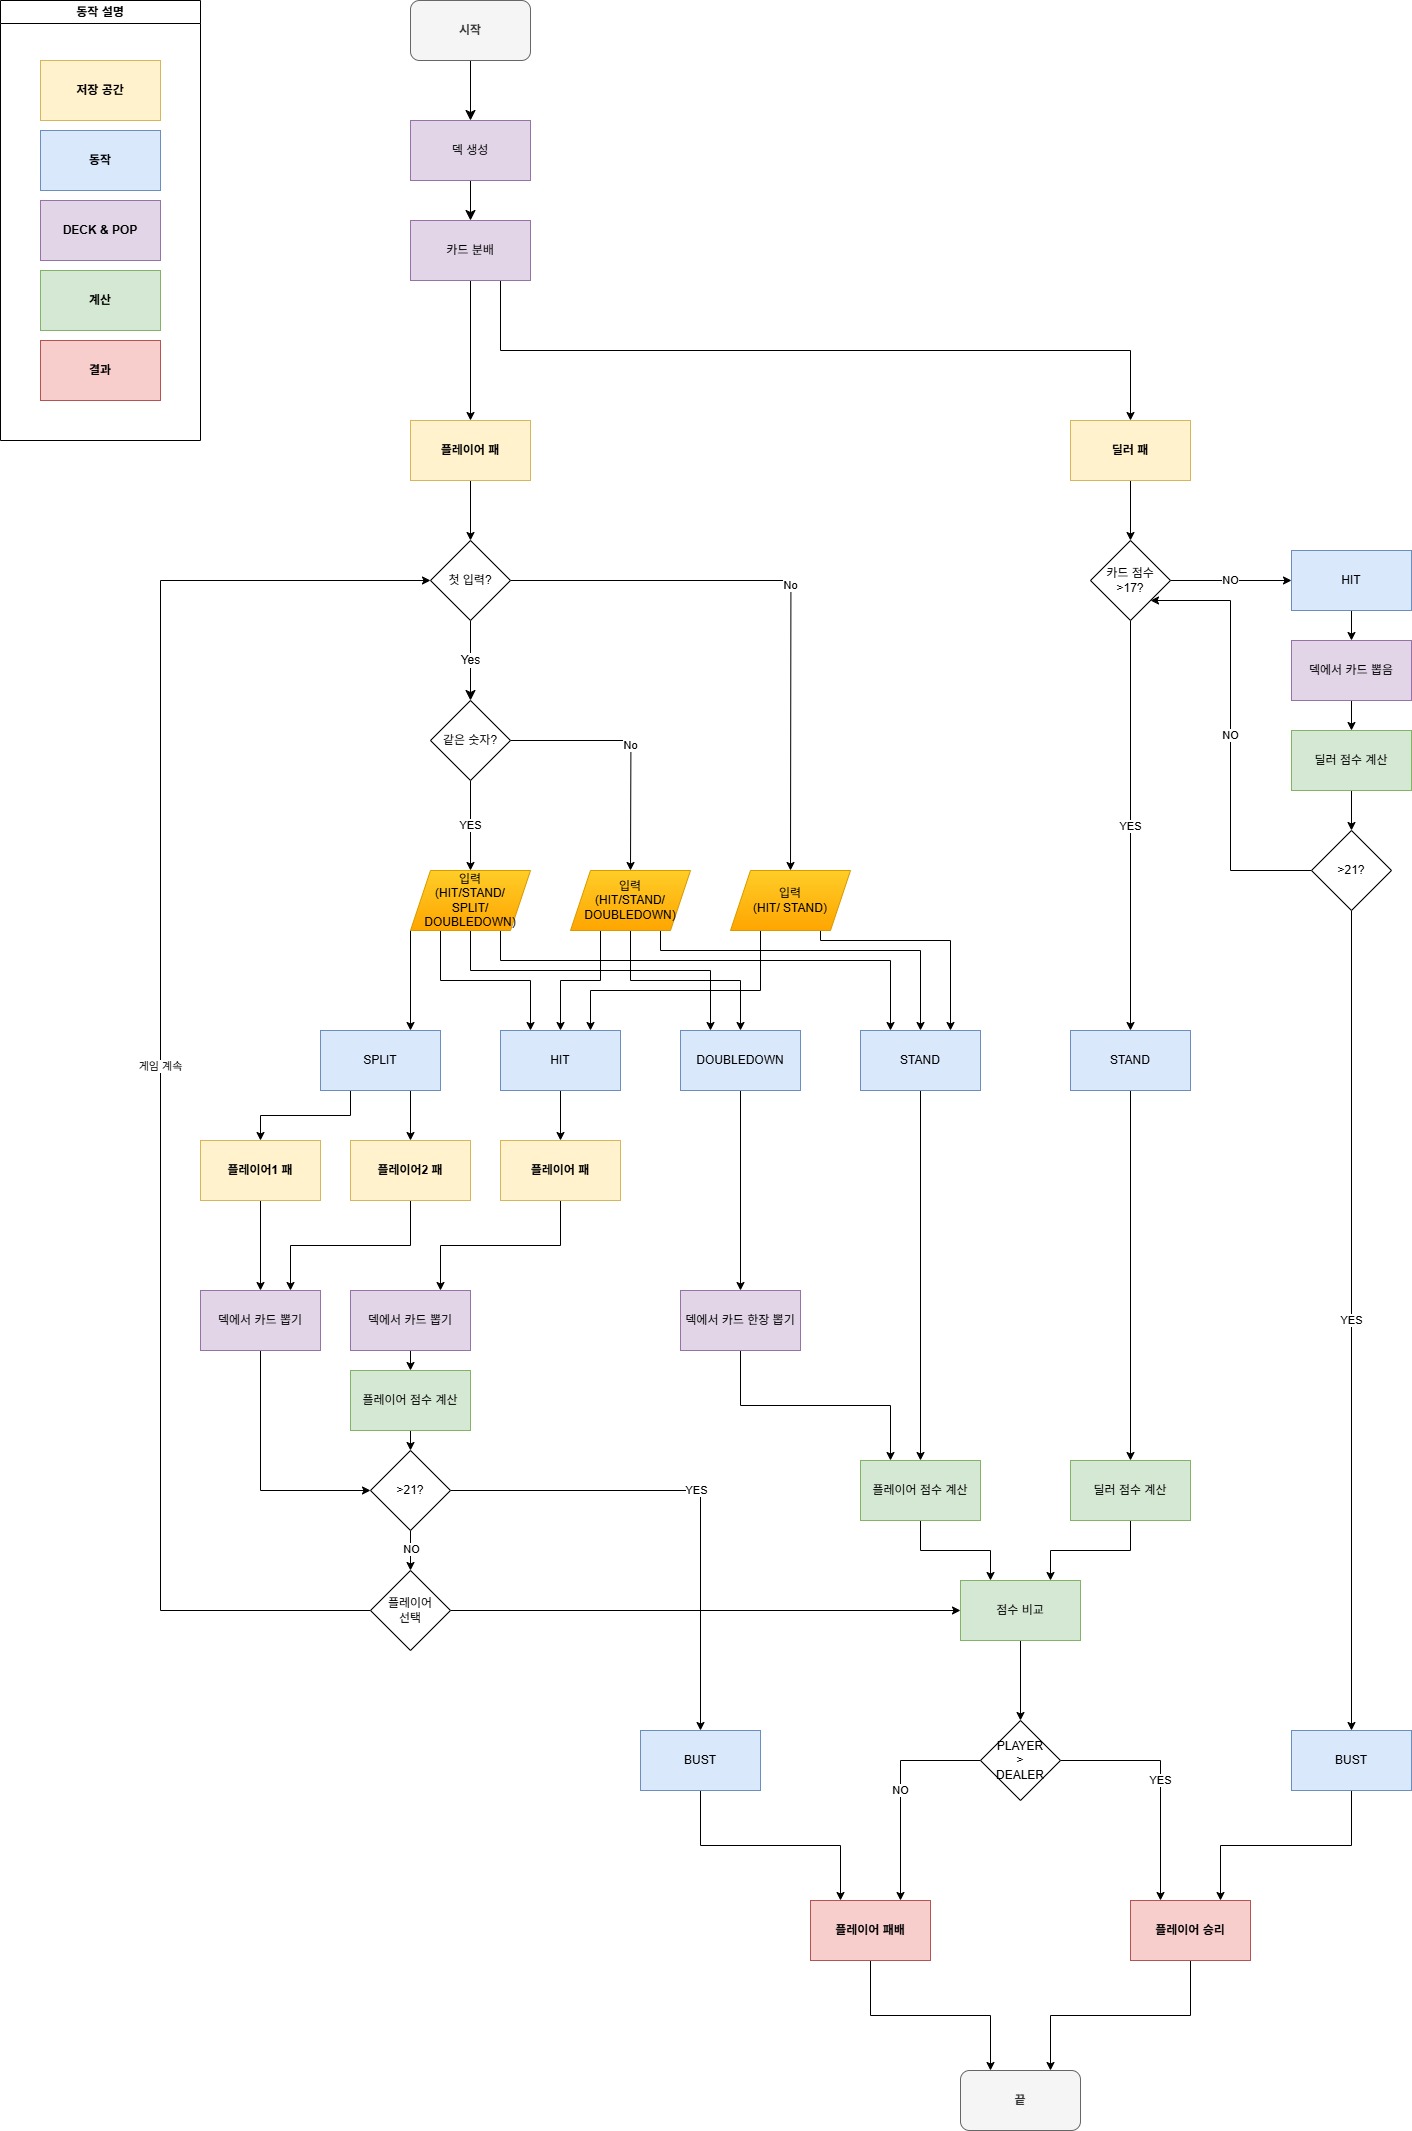 동작 설명
저장 공간
동작
DECK & POP
계산
결과
시작
덱 생성
카드 분배
플레이어 패
딜러 패
첫 입력?
No
카드 점수
>17?
NO
HIT
Yes
덱에서 카드 뽑음
같은 숫자?
No
NO
딜러 점수 계산
YES
YES
>21?
입력
(HIT/STAND/
SPLIT/
DOUBLEDOWN)
입력
(HIT/STAND/
DOUBLEDOWN)
입력
(HIT/ STAND)
게임 계속
SPLIT
HIT
DOUBLEDOWN
STAND
STAND
플레이어1 패
플레이어2 패
플레이어 패
덱에서 카드 뽑기
덱에서 카드 뽑기
덱에서 카드 한장 뽑기
YES
플레이어 점수 계산
>21?
YES
플레이어 점수 계산
딜러 점수 계산
NO
플레이어
선택
점수 비교
BUST
PLAYER
>
DEALER
BUST
NO
YES
플레이어 패배
플레이어 승리
끝